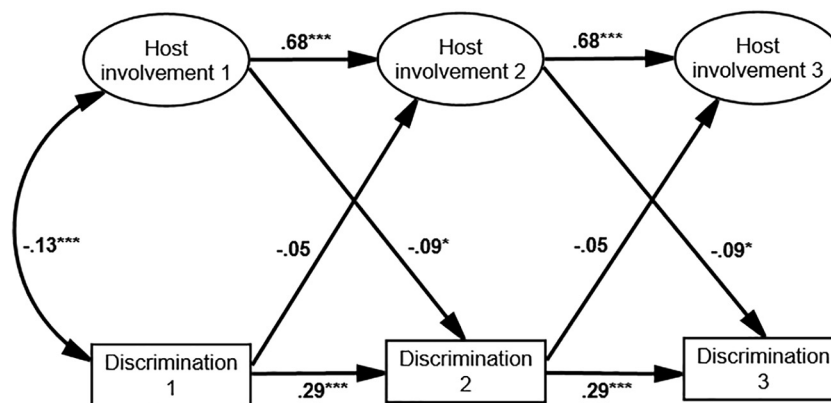 Host
involvement 1
.68***
Host
involvement 2
.68***
Host
involvement 3
-.13***
-.05
-.09*
-.05
-.09*
Discrimination
1
.29***
Discrimination
2
.29***
Discrimination
3